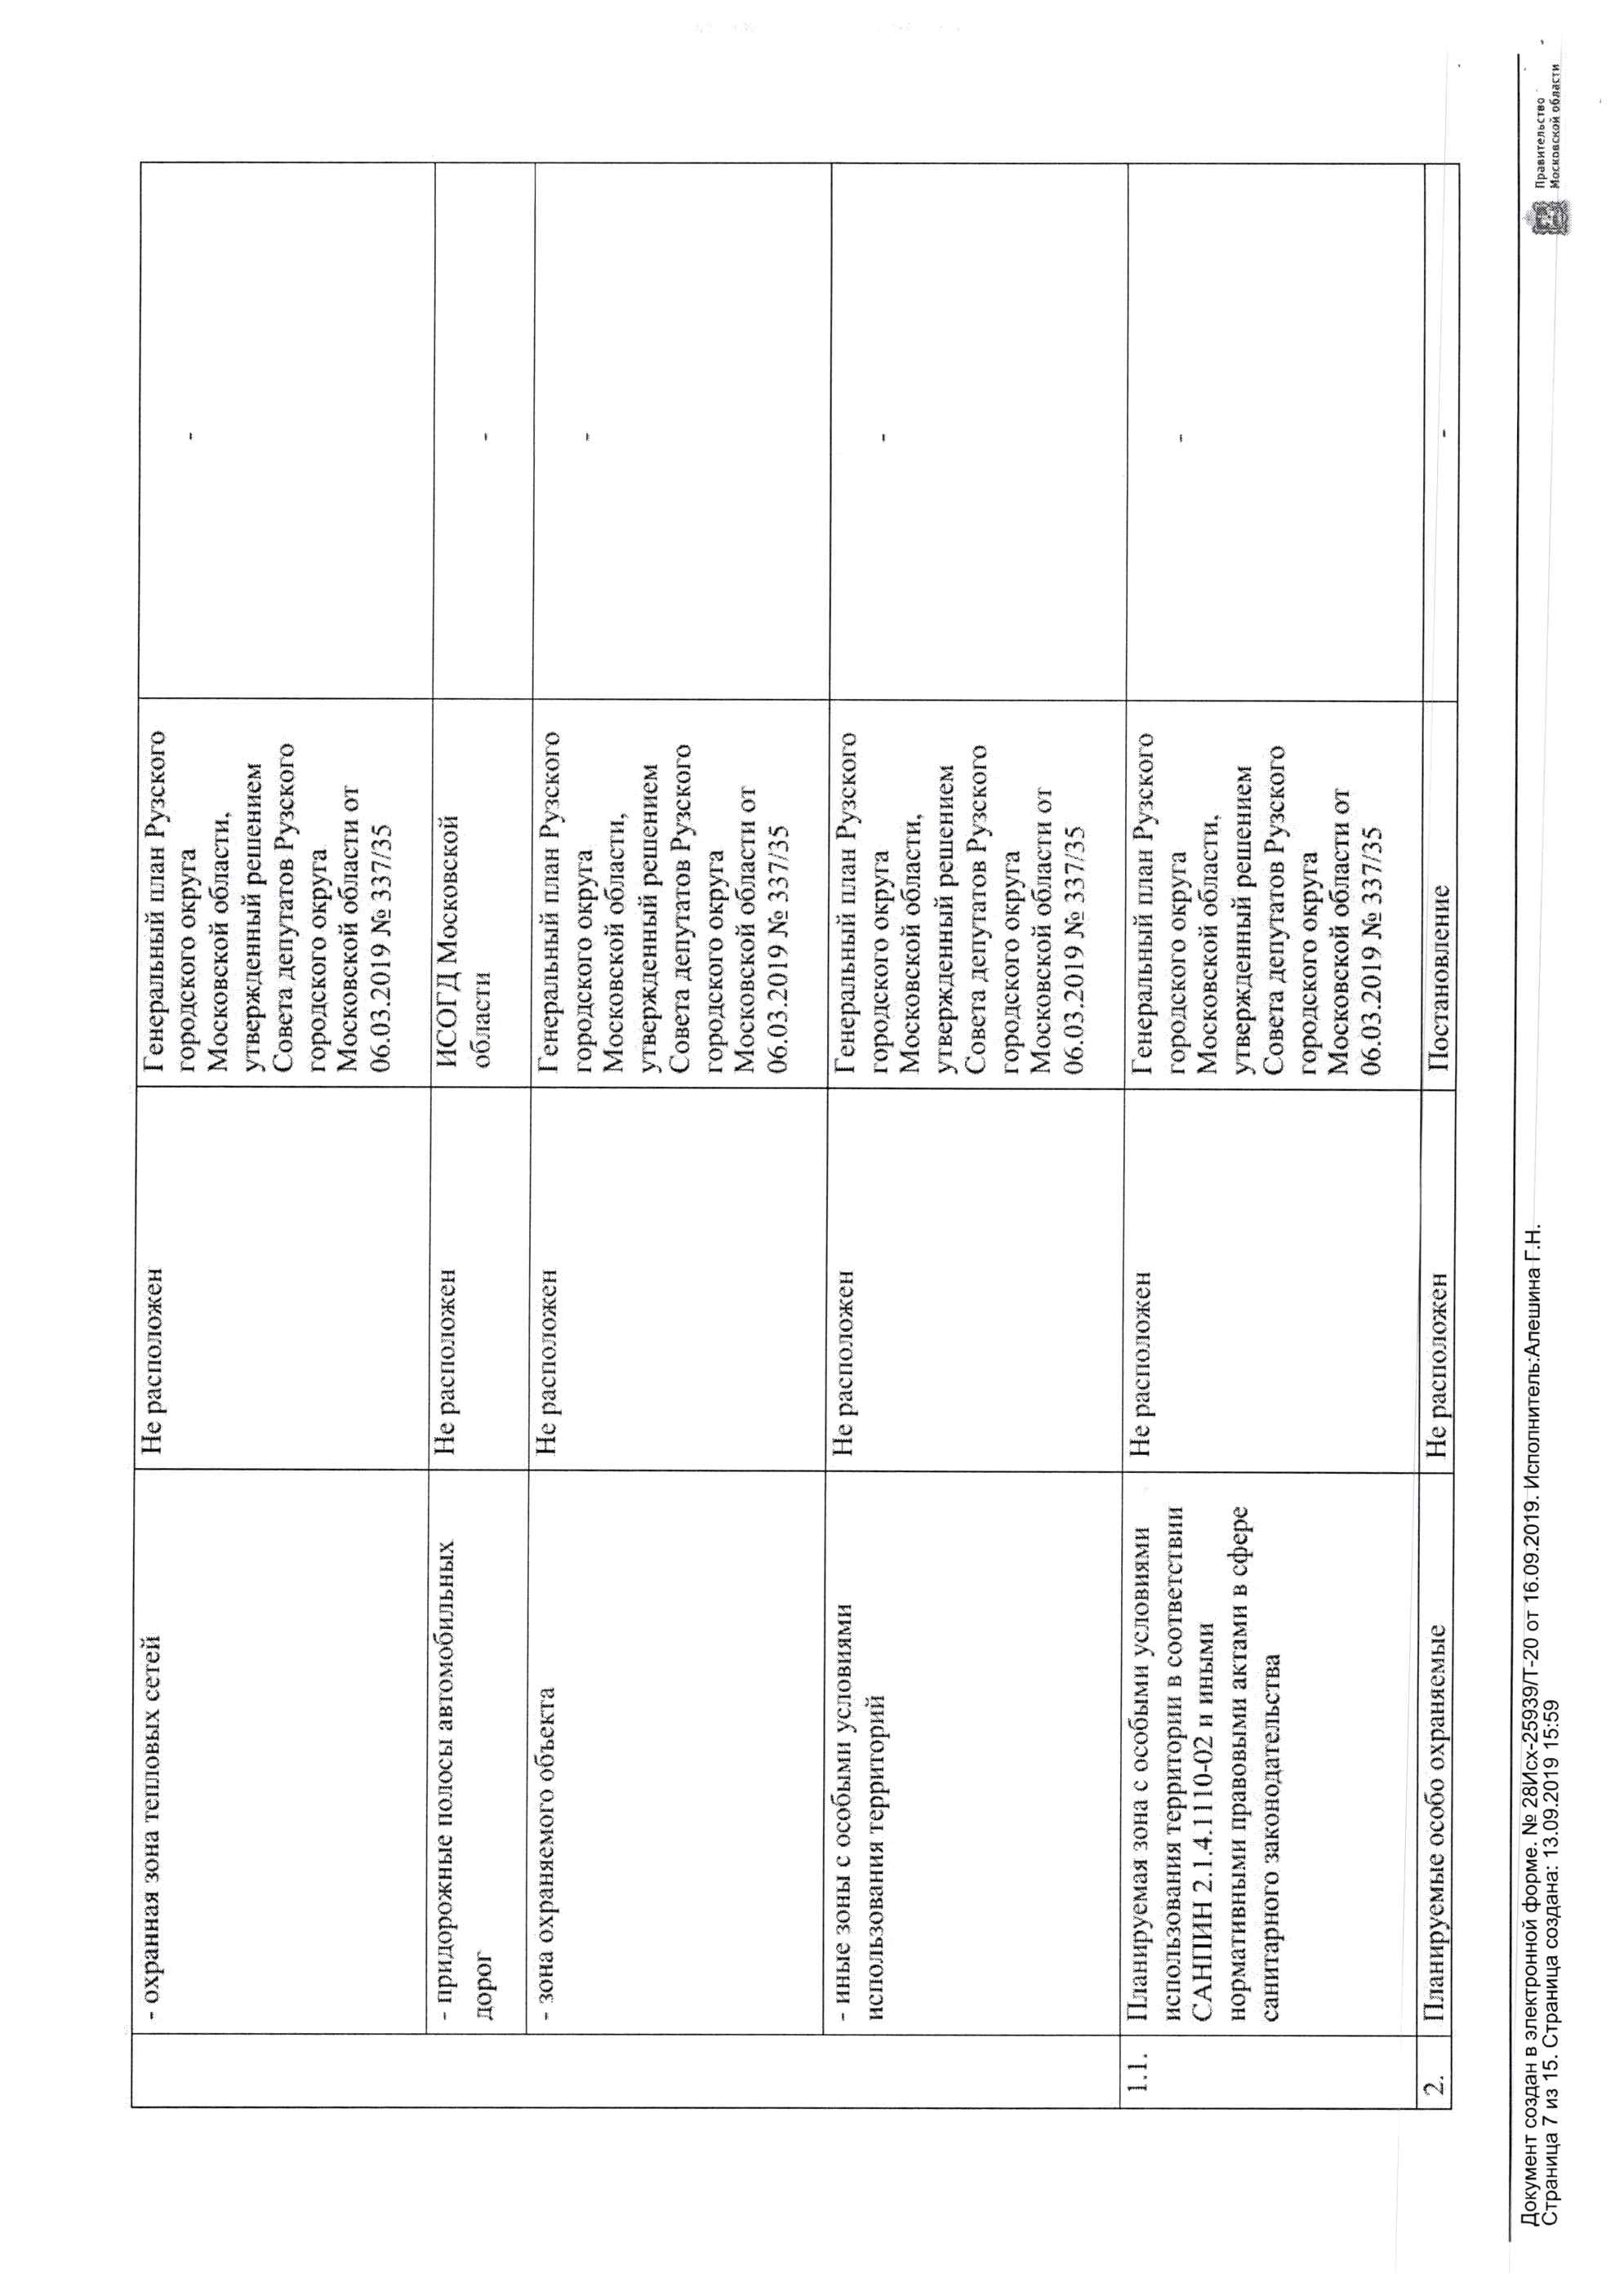 - охранная зона тепловых сетей
Не расположен
Генеральный план Рузского
городского округа
Московской области,
утвержденный решением
Совета депутатов Рузского
городского округа
Московской области от
06.03.2019 № 337/35
-
- придорожные полосы автомобильных
дорог
Не расположен
ИСОГД Московской
области
-
- зона охраняемого объекта
Не расположен
Генеральный план Рузского
городского округа
Московской области,
утвержденный решением
Совета депутатов Рузского
городского округа
Московской области от
06.03.2019 № 337/35
-
- иные зоны с особыми условиями
использования территорий
Не расположен
Генеральный план Рузского
городского округа
Московской области,
утвержденный решением
Совета депутатов Рузского
городского округа
Московской области от
06.03.2019 № 337/35
-
1.1.
Планируемая зона с особыми условиями
использования территории в соответствии
САНПИН 2.1.4.1110-02 и иными
нормативными правовыми актами в сфере
санитарного законодательства
Не расположен
Генеральный план Рузского
городского округа
Московской области,
утвержденный решением
Совета депутатов Рузского
городского округа
Московской области от
06.03.2019 № 337/35
-
2.
Планируемые особо охраняемые
Не расположен
Постановление
-
Документ создан в электронной форме. № 28Исх-25939/Т-20 от 16.09.2019. Исполнитель:Алешина Г.Н.
Страница 7 из 15. Страница создана: 13.09.2019 15:59
Правительство
Московской области